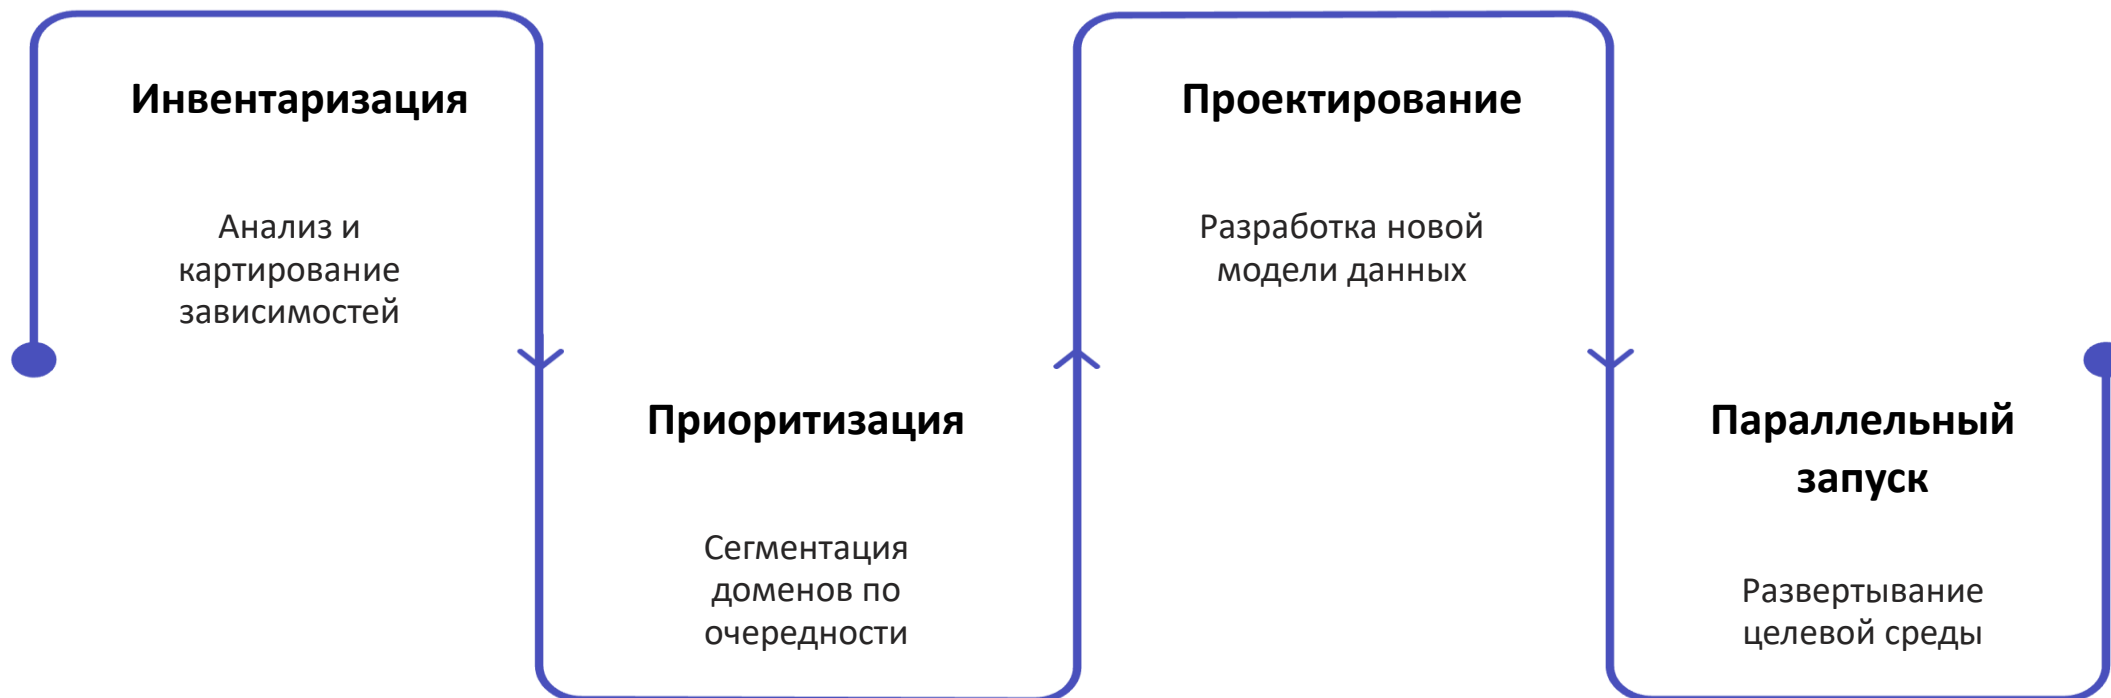 Инвентаризация
Анализ и
картирование
зависимостей
Приоритизация
Сегментация
доменов по
очередности
Проектирование
Разработка новой
модели данных
Параллельный
запуск
Развертывание
целевой среды